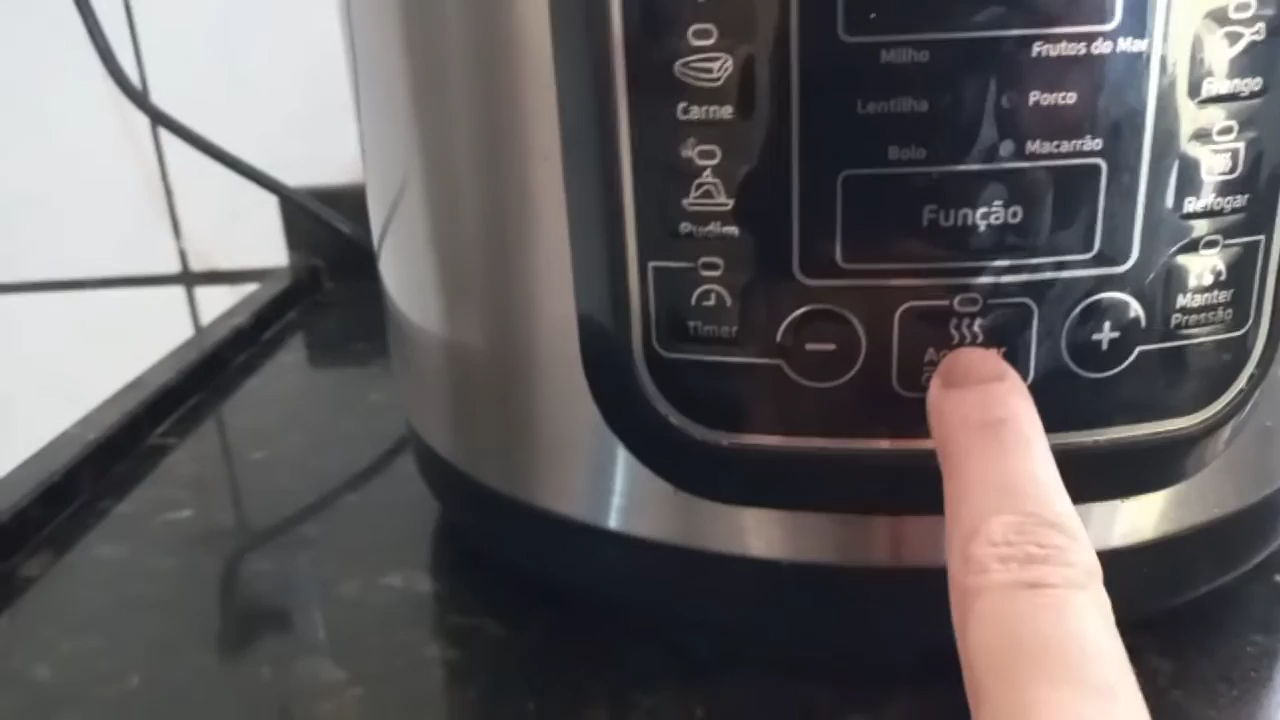 Carne
Pudim
Timer
Milho
Frutos do Mar
Lentilha
Porco
Bolo
Macarrão
Função
−
+
Frango
Refogar
Manter
Pressão